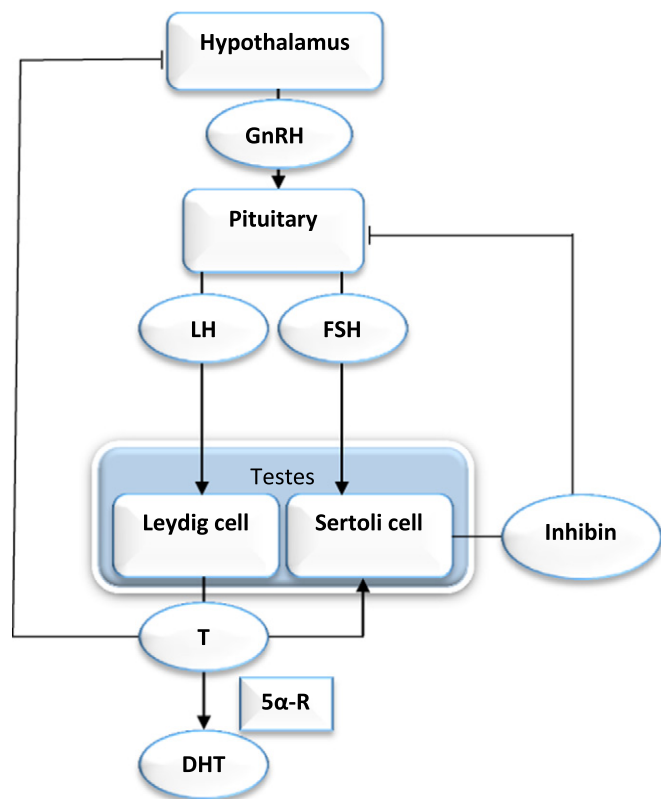 Hypothalamus
GnRH
Pituitary
LH
FSH
Testes
Leydig cell
Sertoli cell
Inhibin
T
5α-R
DHT